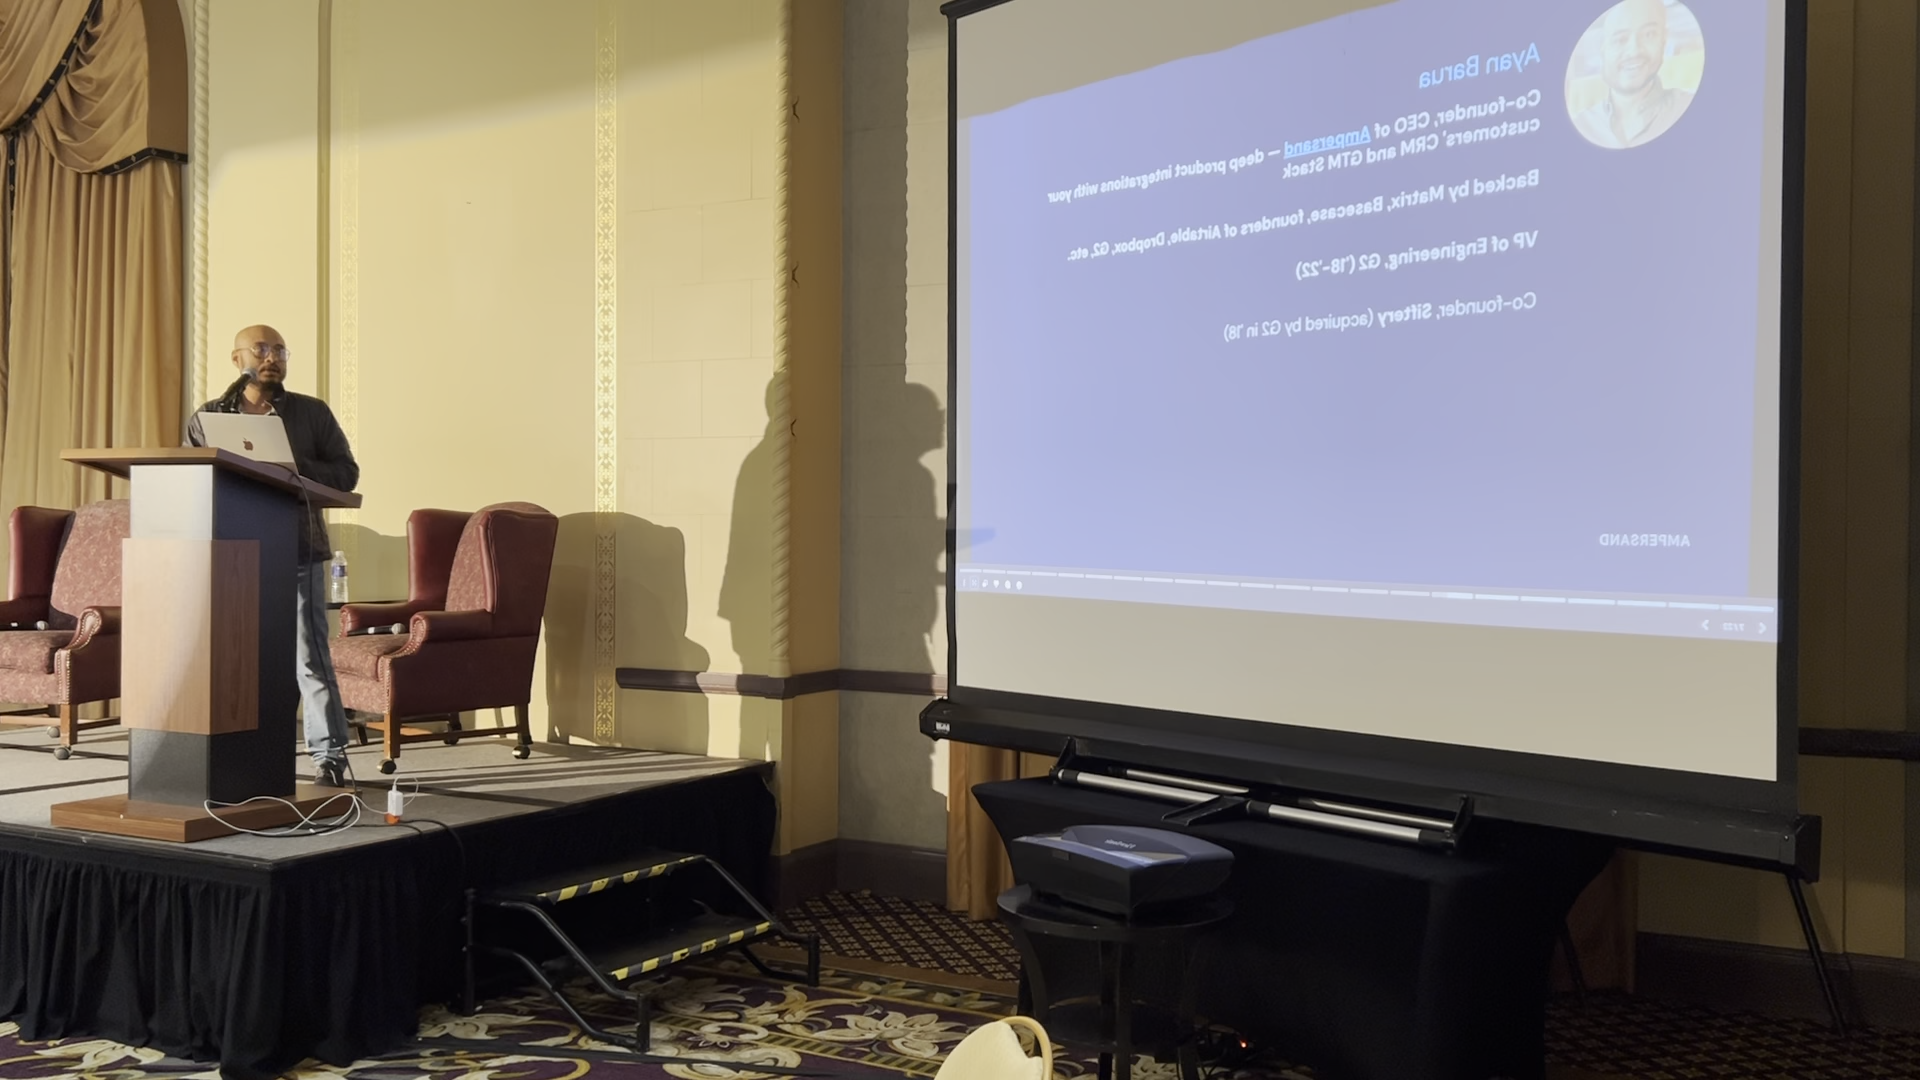 Ayan Barua
Co-founder, CEO of Ampersand — deep product integrations with your
customers' CRM and GTM Stack
Backed by Matrix, Basecase, founders of Airtable, Dropbox, G2, etc.
VP of Engineering, G2 ('18-'22)
Co-founder, Siftery (acquired by G2 in '18)
AMPERSAND